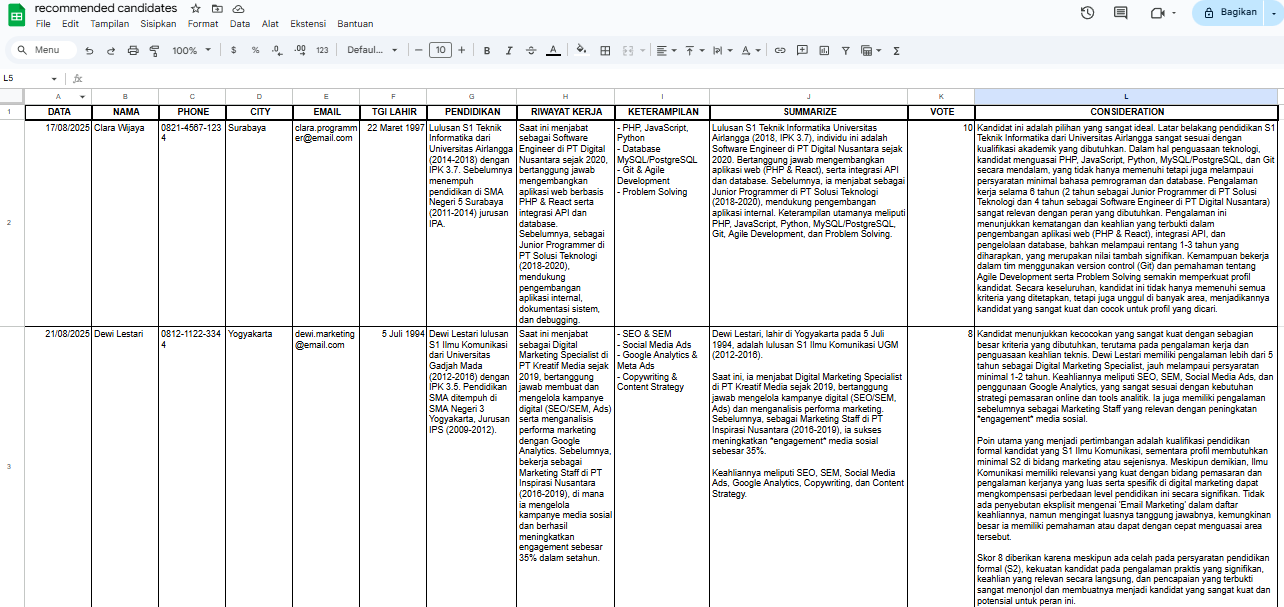 recommended candidates
File Edit Tampilan Sisipkan Format Data Alat Ekstensi Bantuan
Bagikan
Menu 100% $ % .0 .00 123 Defaul... 10 B I A
L5 fx
A B C D E F G H I J K L
1 DATA NAMA PHONE CITY EMAIL TGl LAHIR PENDIDIKAN RIWAYAT KERJA KETERAMPILAN SUMMARIZE VOTE CONSIDERATION
2
17/08/2025
Clara Wijaya
0821-4567-123
4
Surabaya
clara.programm
er@email.com
22 Maret 1997
Lulusan S1 Teknik
Informatika dari
Universitas Airlangga
(2014-2018) dengan
IPK 3.7. Sebelumnya
menempuh
pendidikan di SMA
Negeri 5 Surabaya
(2011-2014) jurusan
IPA.
Saat ini menjabat
sebagai Software
Engineer di PT Digital
Nusantara sejak 2020,
bertanggung jawab
mengembangkan
aplikasi web berbasis
PHP & React serta
integrasi API dan
database.
Sebelumnya, sebagai
Junior Programmer di
PT Solusi Teknologi
(2018-2020),
mendukung
pengembangan
aplikasi internal,
dokumentasi sistem,
dan debugging.
- PHP, JavaScript,
Python
- Database
MySQL/PostgreSQL
- Git & Agile
Development
- Problem Solving
Lulusan S1 Teknik Informatika Universitas
Airlangga (2018, IPK 3.7), individu ini adalah
Software Engineer di PT Digital Nusantara sejak
2020. Bertanggung jawab mengembangkan
aplikasi web (PHP & React), serta integrasi API
dan database. Sebelumnya, ia menjabat sebagai
Junior Programmer di PT Solusi Teknologi
(2018-2020), mendukung pengembangan
aplikasi internal. Keterampilan utamanya meliputi
PHP, JavaScript, Python, MySQL/PostgreSQL,
Git, Agile Development, dan Problem Solving.
10
Kandidat ini adalah pilihan yang sangat ideal. Latar belakang pendidikan S1
Teknik Informatika dari Universitas Airlangga sangat sesuai dengan
kualifikasi akademik yang dibutuhkan. Dalam hal penguasaan teknologi,
kandidat menguasai PHP, JavaScript, Python, MySQL/PostgreSQL, dan Git
secara mendalam, yang tidak hanya memenuhi tetapi juga melampaui
persyaratan minimal bahasa pemrograman dan database. Pengalaman
kerja selama 6 tahun (2 tahun sebagai Junior Programmer di PT Solusi
Teknologi dan 4 tahun sebagai Software Engineer di PT Digital Nusantara)
sangat relevan dengan peran yang dibutuhkan. Pengalaman ini
menunjukkan kematangan dan keahlian yang terbukti dalam
pengembangan aplikasi web (PHP & React), integrasi API, dan
pengelolaan database, bahkan melampaui rentang 1-3 tahun yang
diharapkan, yang merupakan nilai tambah signifikan. Kemampuan bekerja
dalam tim menggunakan version control (Git) dan pemahaman tentang
Agile Development serta Problem Solving semakin memperkuat profil
kandidat. Secara keseluruhan, kandidat ini tidak hanya memenuhi semua
kriteria yang ditetapkan, tetapi juga unggul di banyak area, menjadikannya
kandidat yang sangat kuat dan cocok untuk profil yang dicari.
3
21/08/2025
Dewi Lestari
0812-1122-334
4
Yogyakarta
dewi.marketing
@email.com
5 Juli 1994
Dewi Lestari lulusan
S1 Ilmu Komunikasi
dari Universitas
Gadjah Mada
(2012-2016) dengan
IPK 3.5. Pendidikan
SMA ditempuh di
SMA Negeri 3
Yogyakarta, Jurusan
IPS (2009-2012).
Saat ini menjabat
sebagai Digital
Marketing Specialist di
PT Kreatif Media sejak
2019, bertanggung
jawab membuat dan
mengelola kampanye
digital (SEO/SEM, Ads)
serta menganalisis
performa marketing
dengan Google
Analytics. Sebelumnya,
bekerja sebagai
Marketing Staff di PT
Inspirasi Nusantara
(2016-2019), di mana
ia mengelola
kampanye media sosial
dan berhasil
meningkatkan
engagement sebesar
35% dalam setahun.
- SEO & SEM
- Social Media Ads
- Google Analytics &
Meta Ads
- Copywriting &
Content Strategy
Dewi Lestari, lahir di Yogyakarta pada 5 Juli
1994, adalah lulusan S1 Ilmu Komunikasi UGM
(2012-2016).
Saat ini, ia menjabat Digital Marketing Specialist
di PT Kreatif Media sejak 2019, bertanggung
jawab mengelola kampanye digital (SEO/SEM,
Ads) dan menganalisis performa marketing.
Sebelumnya, sebagai Marketing Staff di PT
Inspirasi Nusantara (2016-2019), ia sukses
meningkatkan *engagement* media sosial
sebesar 35%.
Keahliannya meliputi SEO, SEM, Social Media
Ads, Google Analytics, Copywriting, dan Content
Strategy.
8
Kandidat menunjukkan kecocokan yang sangat kuat dengan sebagian
besar kriteria yang dibutuhkan, terutama pada pengalaman kerja dan
penguasaan keahlian teknis. Dewi Lestari memiliki pengalaman lebih dari 5
tahun sebagai Digital Marketing Specialist, jauh melampaui persyaratan
minimal 1-2 tahun. Keahliannya meliputi SEO, SEM, Social Media Ads, dan
penggunaan Google Analytics, yang sangat sesuai dengan kebutuhan
strategi pemasaran online dan tools analitik. Ia juga memiliki pengalaman
sebelumnya sebagai Marketing Staff yang relevan dengan peningkatan
*engagement* media sosial.
Poin utama yang menjadi pertimbangan adalah kualifikasi pendidikan
formal kandidat yang S1 Ilmu Komunikasi, sementara profil membutuhkan
minimal S2 di bidang marketing atau sejenisnya. Meskipun demikian, Ilmu
Komunikasi memiliki relevansi yang kuat dengan bidang pemasaran dan
pengalaman kerjanya yang luas serta spesifik di digital marketing dapat
mengkompensasi perbedaan level pendidikan ini secara signifikan. Tidak
ada penyebutan eksplisit mengenai 'Email Marketing' dalam daftar
keahliannya, namun mengingat luasnya tanggung jawabnya, kemungkinan
besar ia memiliki pemahaman atau dapat dengan cepat menguasai area
tersebut.
Skor 8 diberikan karena meskipun ada celah pada persyaratan pendidikan
formal (S2), kekuatan kandidat pada pengalaman praktis yang signifikan,
keahlian yang relevan secara langsung, dan pencapaian yang terbukti
sangat menonjol dan membuatnya menjadi kandidat yang sangat kuat dan
potensial untuk peran ini.